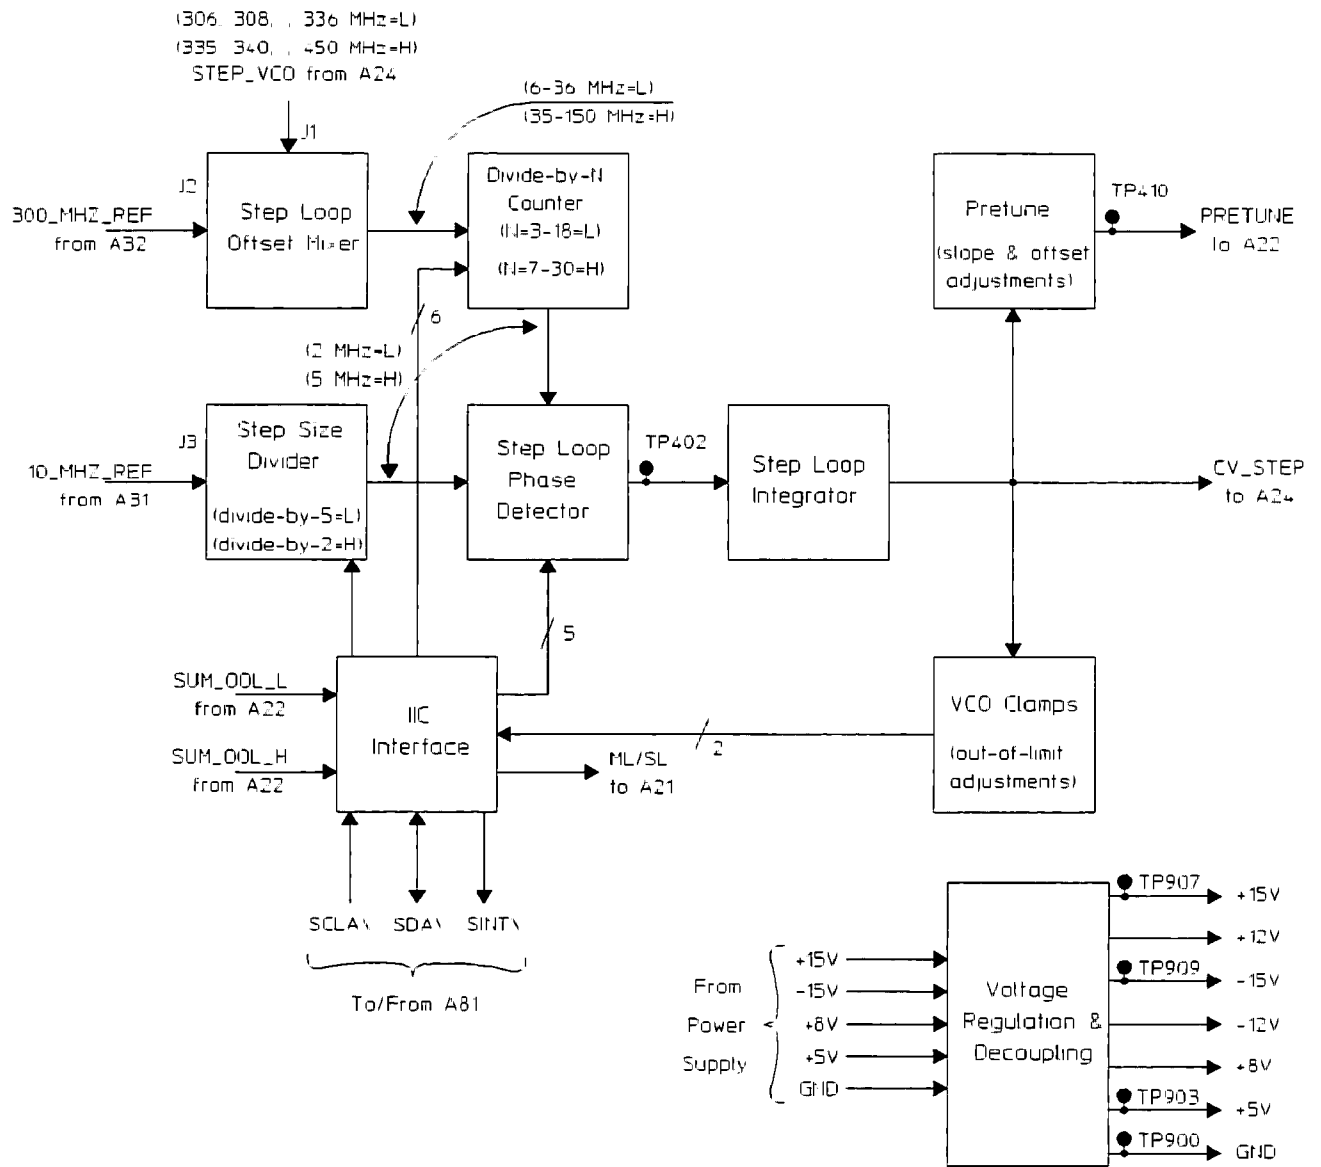 (306, 308, , 336 MHz=L)
(335, 340, , 450 MHz=H)
STEP_VCO from A24
J1
(6-36 MHz=L)
(35-150 MHz=H)
J2
300_MHZ_REF
from A32
Step Loop
Offset Mixer
Divide-by-N
Counter
(N=3-18=L)
(N=7-30=H)
Pretune
(slope & offset
adjustments)
TP410
PRETUNE
to A22
6
(2 MHz=L)
(5 MHz=H)
J3
10_MHZ_REF
from A31
Step Size
Divider
(divide-by-5=L)
(divide-by-2=H)
Step Loop
Phase
Detector
TP402
Step Loop
Integrator
CV_STEP
to A24
5
SUM_OOL_L
from A22
SUM_OOL_H
from A22
IIC
Interface
2
ML/SL
to A21
VCO Clamps
(out-of-limit
adjustments)
SCLA\ SDA\ SINT\
To/From A81
From
Power
Supply
+15V
-15V
+8V
+5V
GND
Voltage
Regulation &
Decoupling
TP907
+15V
+12V
TP909
-15V
-12V
+8V
TP903
+5V
TP900
GND